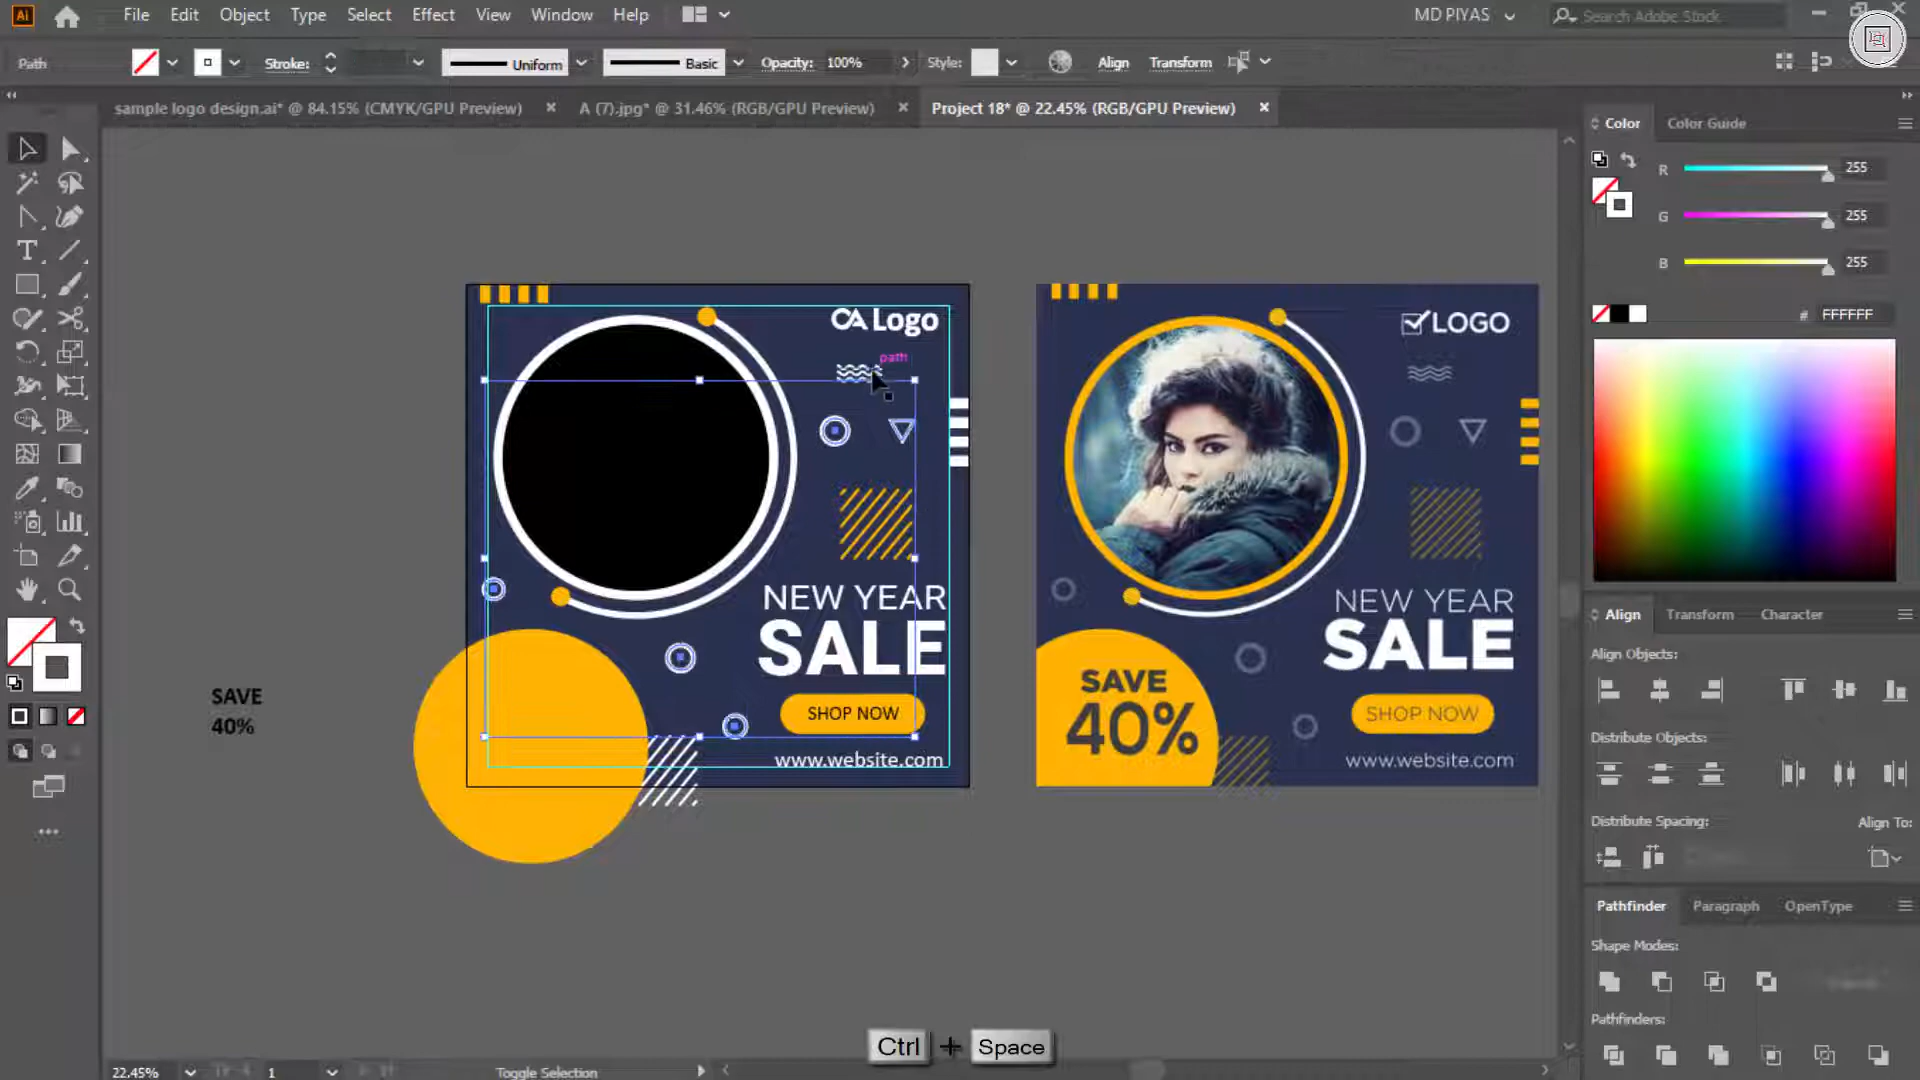 Ai File Edit Object Type Select Effect View Window Help MD PIYAS Search Adobe Stock
Path Stroke: Uniform Basic Opacity: 100% Style: Align Transform
sample logo design.ai* @ 84.15% (CMYK/GPU Preview) A (7).jpg* @ 31.46% (RGB/GPU Preview) Project 18* @ 22.45% (RGB/GPU Preview)
Color Color Guide
R 255
G 255
B 255
# FFFFFF
CA Logo
path
NEW YEAR
SALE
SHOP NOW
www.website.com
SAVE
40%
LOGO
NEW YEAR
SALE
SAVE
40%
SHOP NOW
www.website.com
Align Transform Character
Align Objects:
Distribute Objects:
Distribute Spacing: Align To:
Pathfinder Paragraph OpenType
Shape Modes:
Pathfinders:
Ctrl + Space
22.45% 1 Toggle Selection